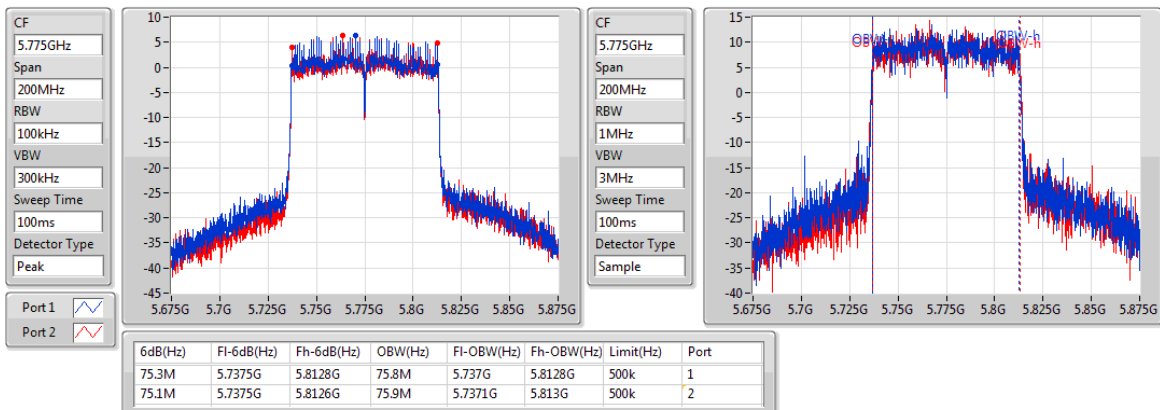 CF
5.775GHz
Span
200MHz
RBW
100kHz
VBW
300kHz
Sweep Time
100ms
Detector Type
Peak
Port 1
Port 2
10
5
0
-5
-10
-15
-20
-25
-30
-35
-40
-45
5.675G 5.7G 5.725G 5.75G 5.775G 5.8G 5.825G 5.85G 5.875G
CF
5.775GHz
Span
200MHz
RBW
1MHz
VBW
3MHz
Sweep Time
100ms
Detector Type
Sample
15
10
5
0
-5
-10
-15
-20
-25
-30
-35
-40
5.675G 5.7G 5.725G 5.75G 5.775G 5.8G 5.825G 5.85G 5.875G
6dB(Hz) Fl-6dB(Hz) Fh-6dB(Hz) OBW(Hz) Fl-OBW(Hz) Fh-OBW(Hz) Limit(Hz) Port
75.3M 5.7375G 5.8128G 75.8M 5.737G 5.8128G 500k 1
75.1M 5.7375G 5.8126G 75.9M 5.7371G 5.813G 500k 2